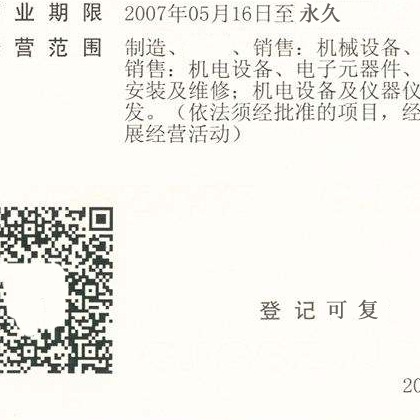 业期限 2007年05月16日至永久
营范围 制造、 、销售：机械设备、
销售：机电设备、电子元器件、
安装及维修；机电设备及仪器仪
发。（依法须经批准的项目，经
展经营活动）
登记可复
20